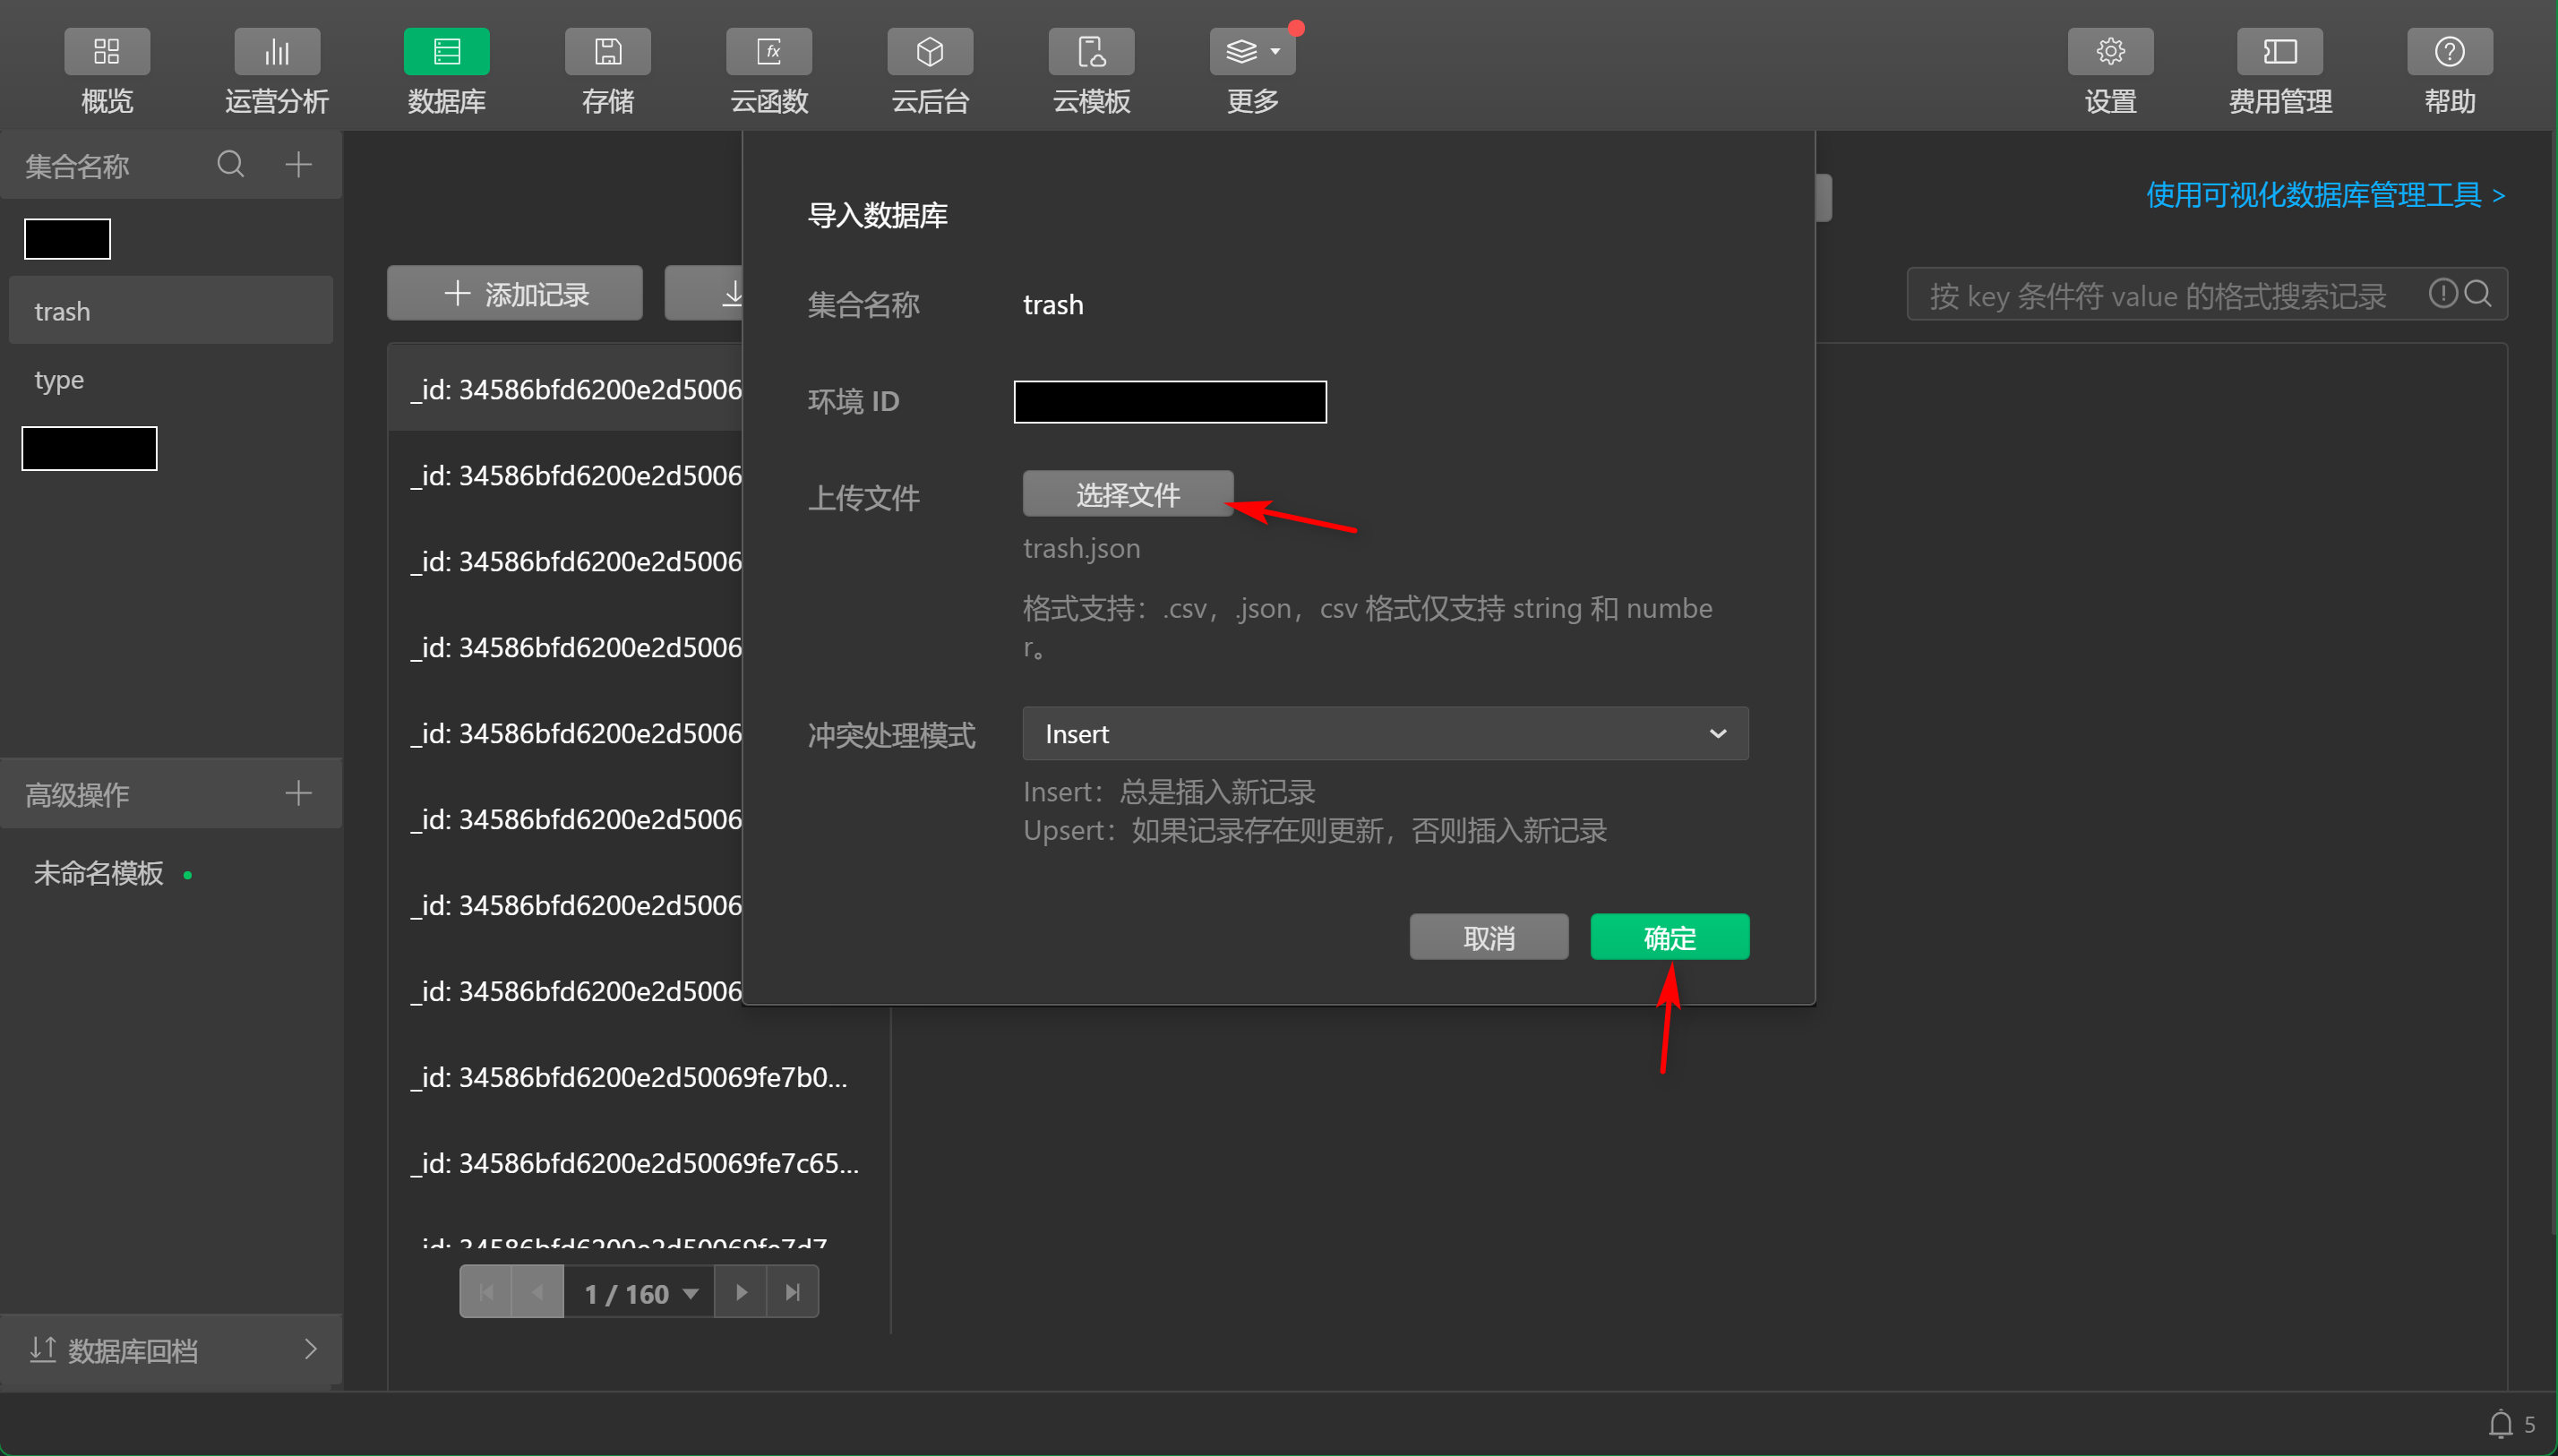 概览
运营分析
数据库
存储
云函数
云后台
云模板
更多
设置
费用管理
帮助
集合名称
trash
type
高级操作
未命名模板
数据库回档
使用可视化数据库管理工具 >
添加记录
按 key 条件符 value 的格式搜索记录
_id: 34586bfd6200e2d5006
_id: 34586bfd6200e2d5006
_id: 34586bfd6200e2d5006
_id: 34586bfd6200e2d5006
_id: 34586bfd6200e2d5006
_id: 34586bfd6200e2d5006
_id: 34586bfd6200e2d5006
_id: 34586bfd6200e2d5006
_id: 34586bfd6200e2d50069fe7b0...
_id: 34586bfd6200e2d50069fe7c65...
_id: 34586bfd6200e2d50069fe7d7
1 / 160
导入数据库
集合名称
trash
环境 ID
上传文件
选择文件
trash.json
格式支持：.csv，.json，csv 格式仅支持 string 和 numbe
r。
冲突处理模式
Insert
Insert：总是插入新记录
Upsert：如果记录存在则更新，否则插入新记录
取消
确定
5